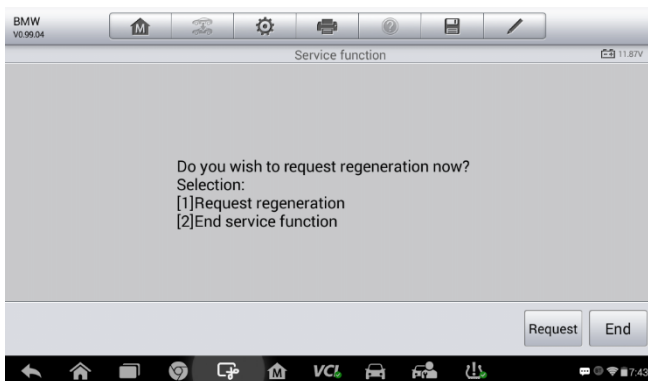 BMW
V0.99.04
Service function
11.87V
Do you wish to request regeneration now?
Selection:
[1]Request regeneration
[2]End service function
Request
End
VCI
7:43